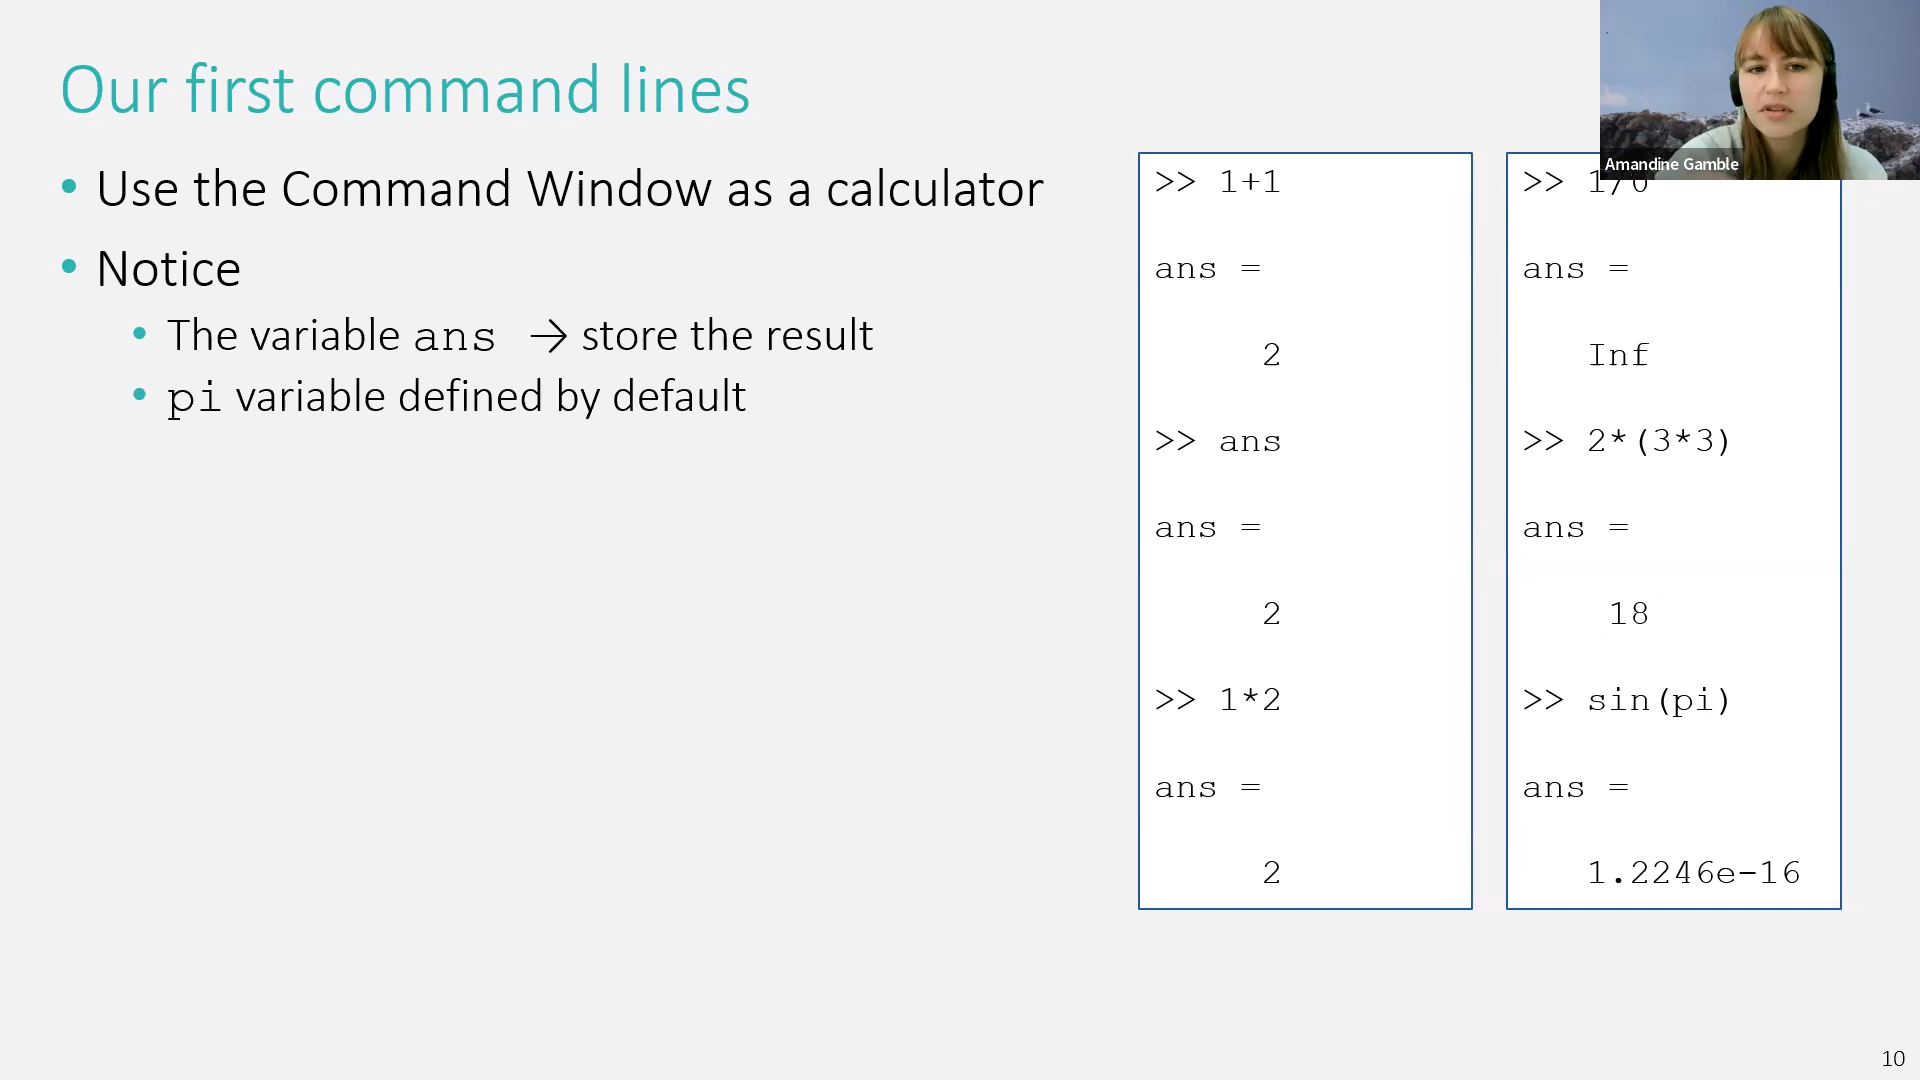 Our first command lines
• Use the Command Window as a calculator
• Notice
• The variable ans → store the result
• pi variable defined by default
>> 1+1
ans =
2
>> ans
ans =
2
>> 1*2
ans =
2
>> 1/0
ans =
Inf
>> 2*(3*3)
ans =
18
>> sin(pi)
ans =
1.2246e-16
Amandine Gamble
10